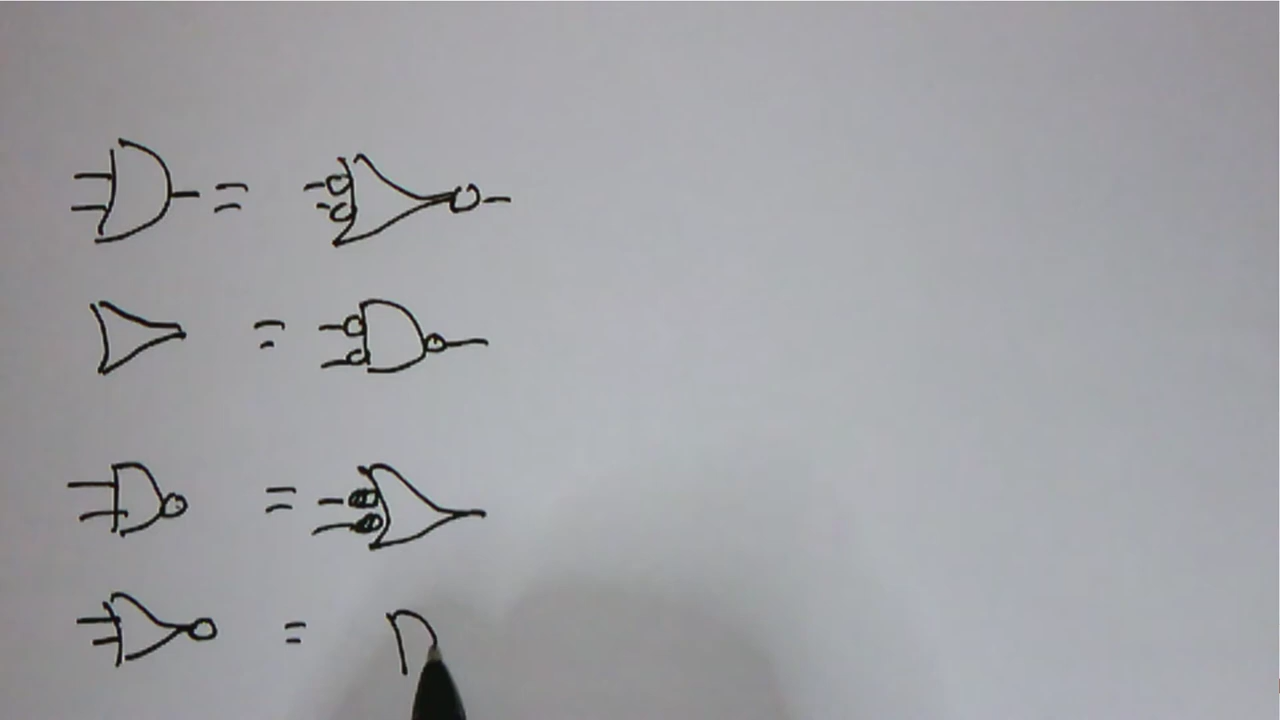 =
=
=
=